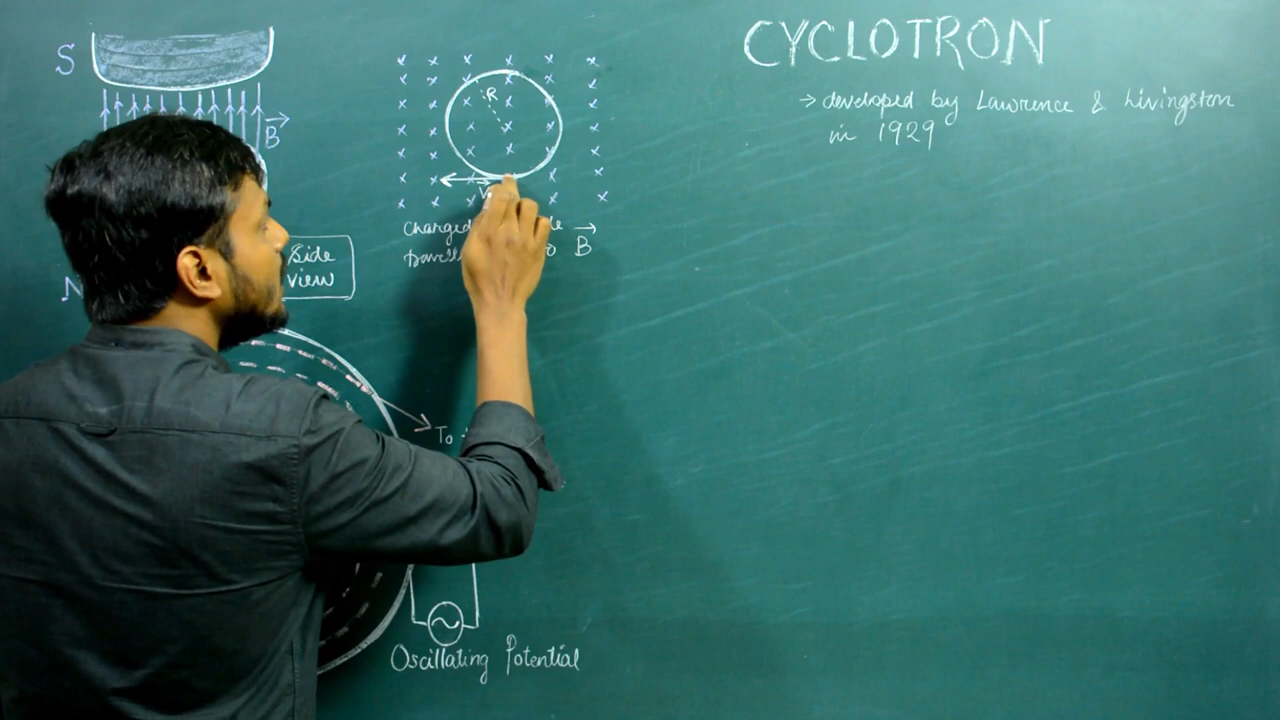 CYCLOTRON
→ developed by Lawrence & Livingston
in 1929
S
B
R
V
B
Side
view
To
Oscillating Potential